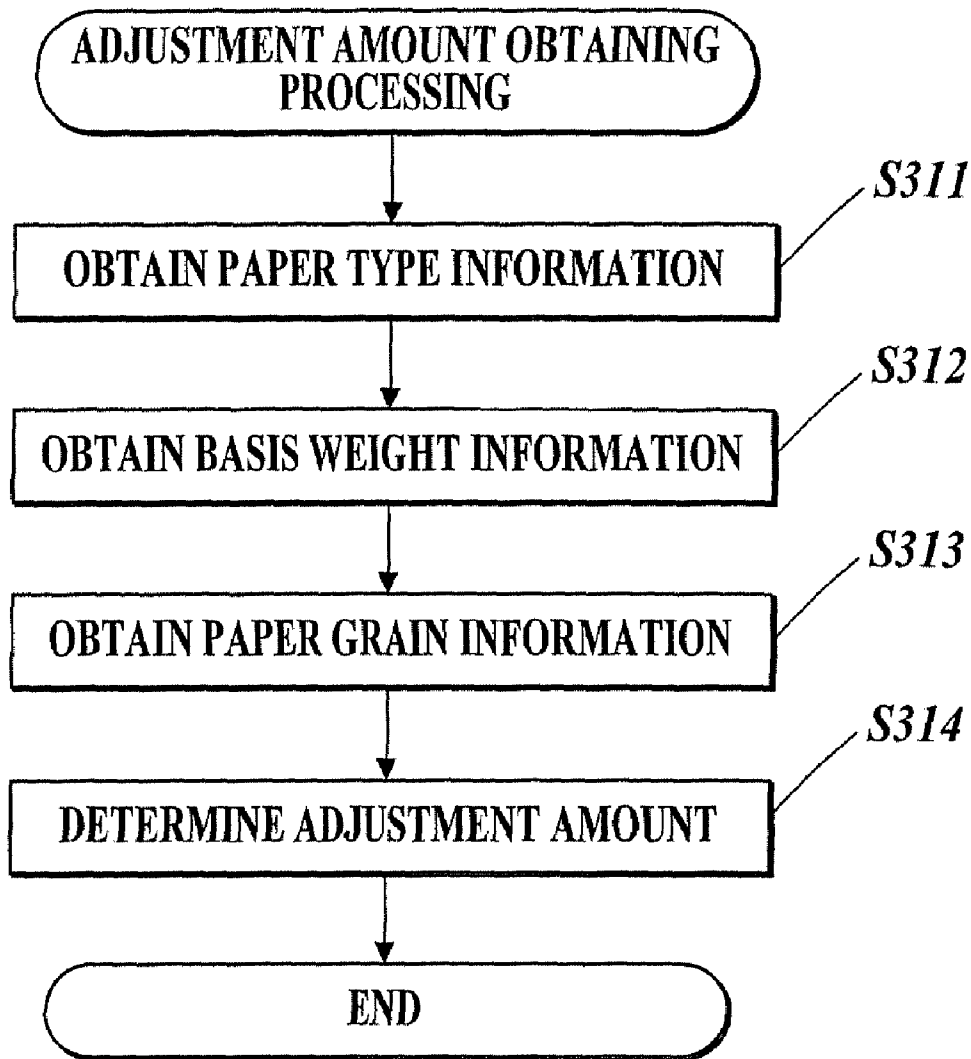 ADJUSTMENT AMOUNT OBTAINING
PROCESSING
S311
OBTAIN PAPER TYPE INFORMATION
S312
OBTAIN BASIS WEIGHT INFORMATION
S313
OBTAIN PAPER GRAIN INFORMATION
S314
DETERMINE ADJUSTMENT AMOUNT
END